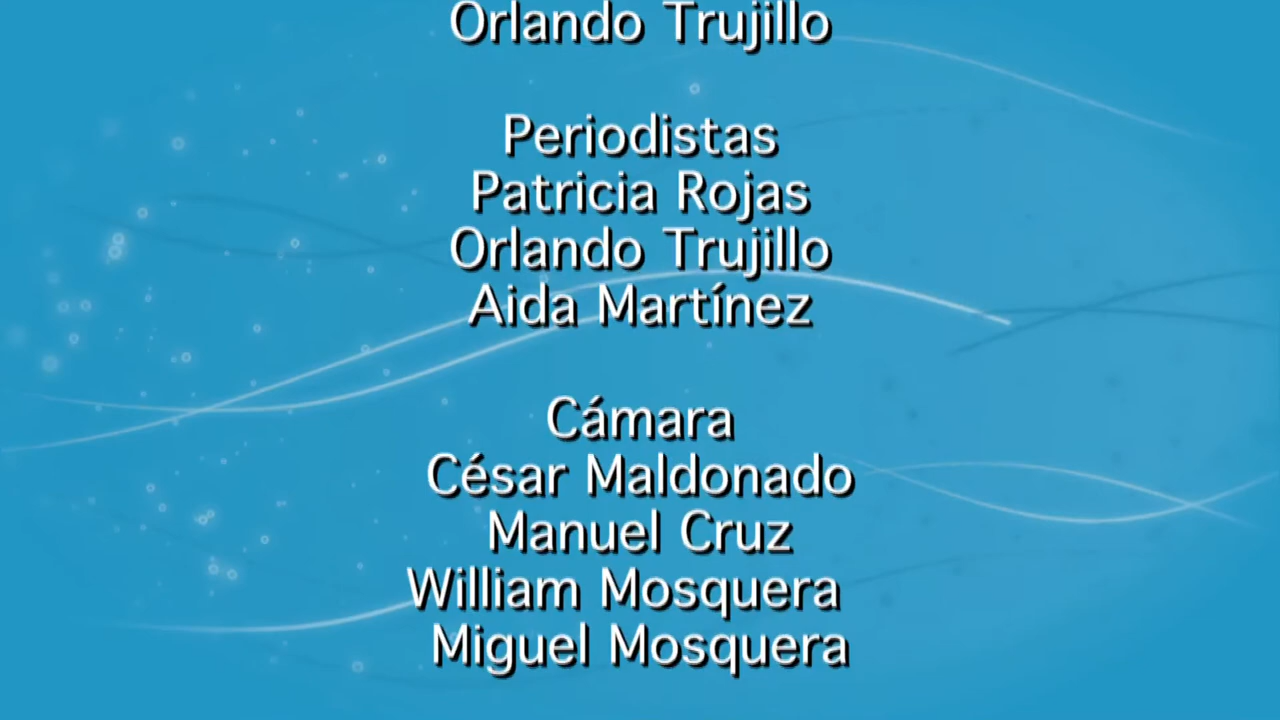 Orlando Trujillo
Periodistas
Patricia Rojas
Orlando Trujillo
Aida Martínez
Cámara
César Maldonado
Manuel Cruz
William Mosquera
Miguel Mosquera